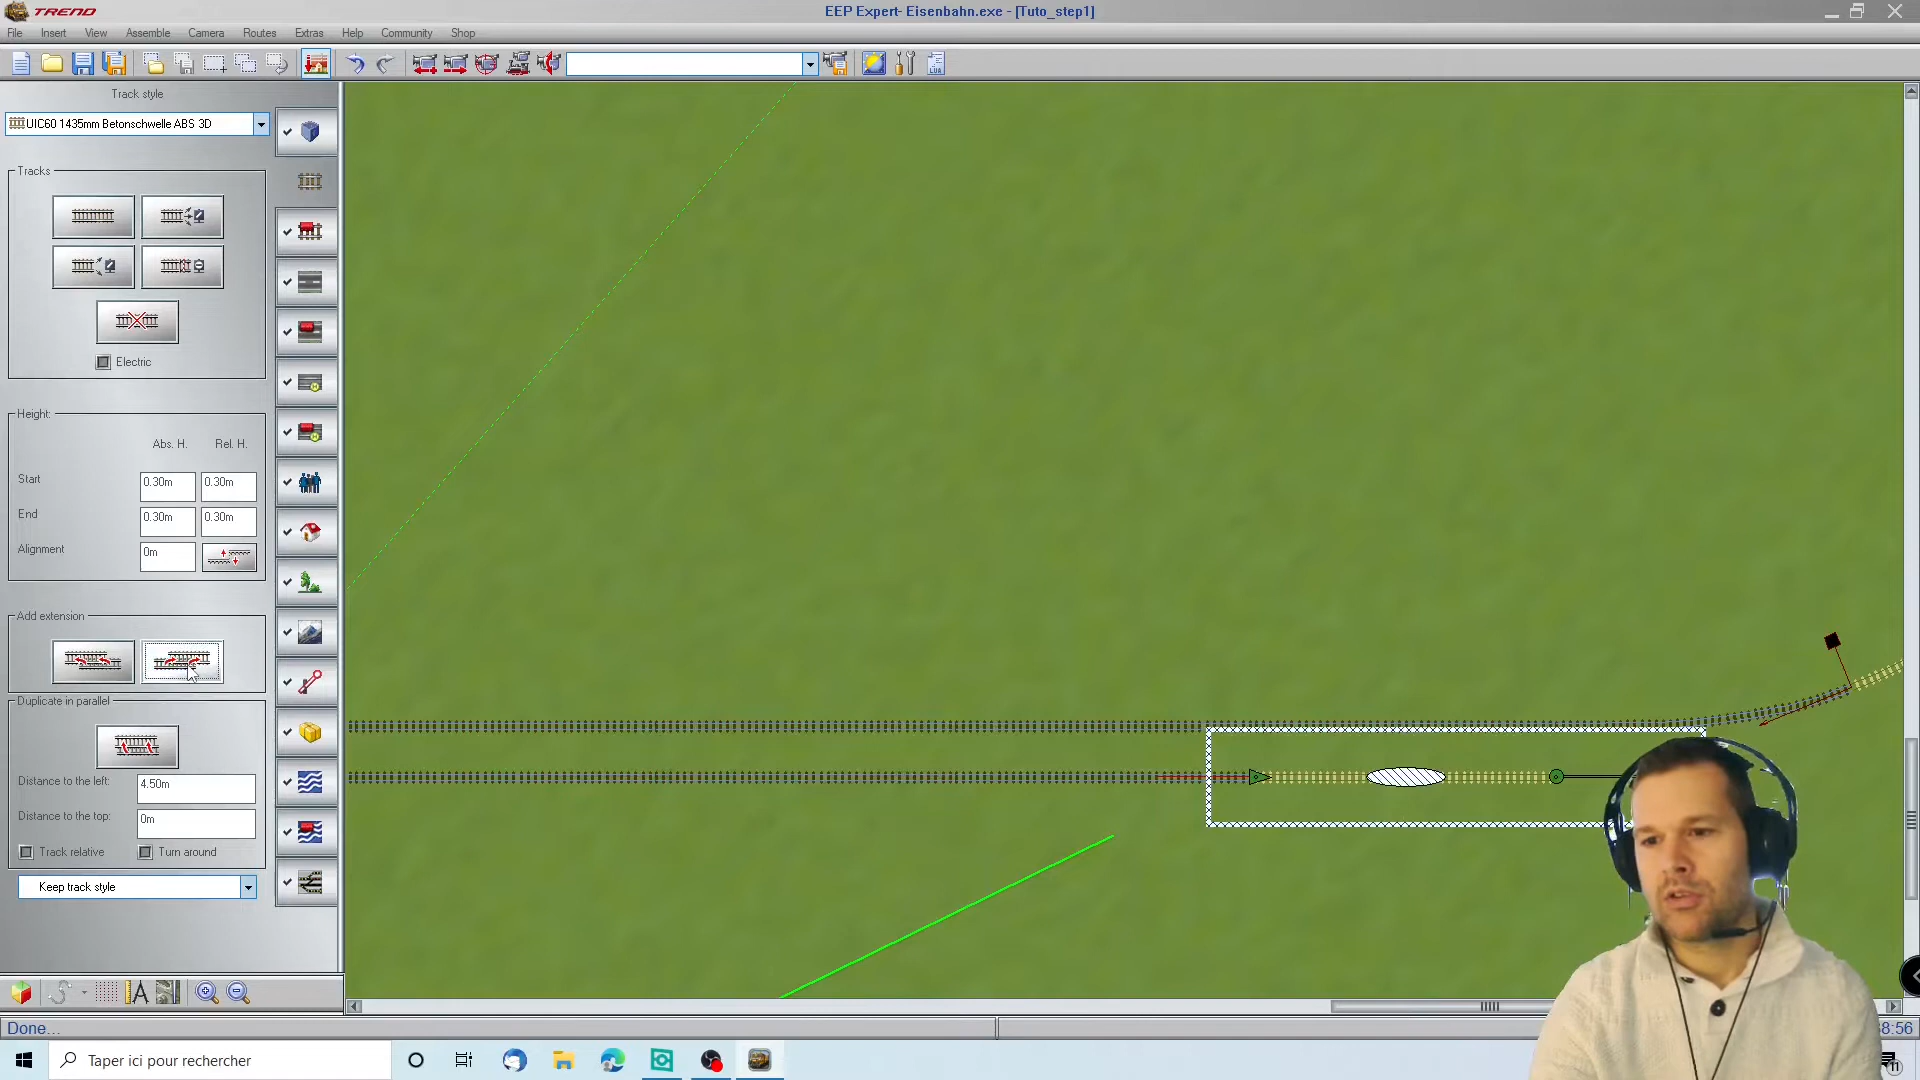 TREND
EEP Expert- Eisenbahn.exe - [Tuto_step1]
File Insert View Assemble Camera Routes Extras Help Community Shop
LUA
Track style
UIC60 1435mm Betonschwelle ABS 3D
Tracks
Electric
Height:
Abs. H. Rel. H.
Start 0.30m 0.30m
End 0.30m 0.30m
Alignment 0m
Add extension
Duplicate in parallel
Distance to the left: 4.50m
Distance to the top: 0m
Track relative Turn around
Keep track style
Done...
8:56
Taper ici pour rechercher